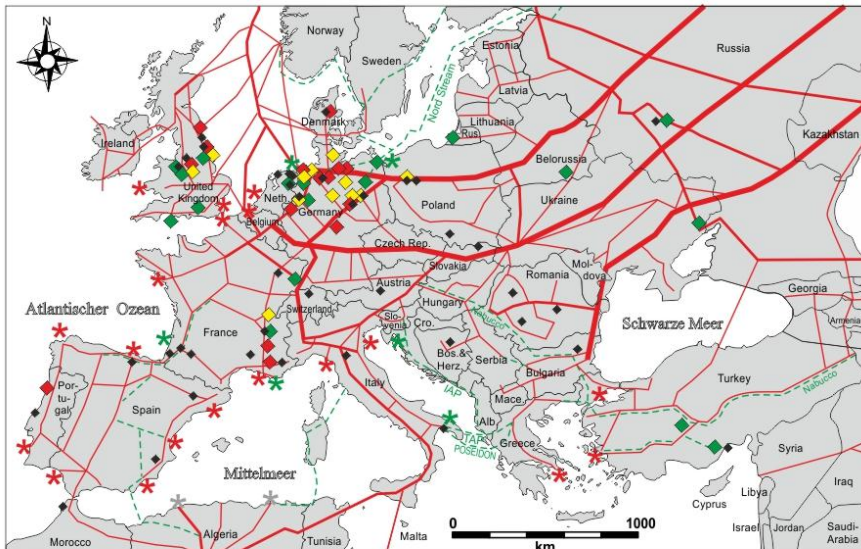 N
Norway
Sweden
Estonia
Russia
Nord Stream
Latvia
Denmark
Lithuania
Rus.
Kazakhstan
Ireland
United
Kingdom
Belorussia
Neth.
Germany
Poland
Belgium
Ukraine
Czech Rep.
Slovakia
Mol-
dova
Austria
Romania
Atlantischer Ozean
Switzerland
Hungary
Nabucco
Georgia
France
Slo-
venia
Cro.
Schwarze Meer
Armenia
Bos.&
Herz.
Serbia
Italy
Bulgaria
Por-
tugal
Spain
IAP
Mace.
Turkey
Nabucco
Alb
TAP
Greece
POSEIDON
Syria
Mittelmeer
Iraq
Cyprus
Libya
0
1000
km
Israel
Jordan
Saudi-
Arabia
Malta
Morocco
Algeria
Tunisia